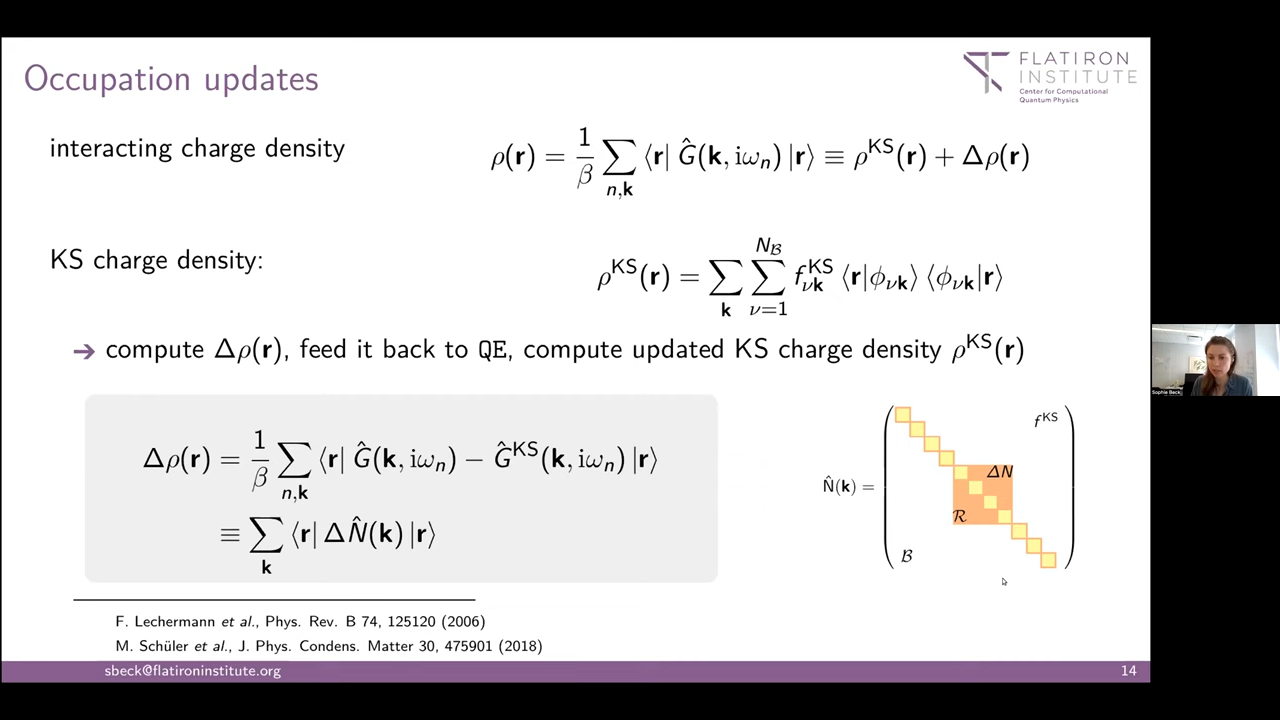 Occupation updates
FLATIRON
INSTITUTE
Center for Computational
Quantum Physics
interacting charge density
ρ(r) = 1/β ∑_{n,k} ⟨r| Ĝ(k, iω_n) |r⟩ ≡ ρ^KS(r) + Δρ(r)
KS charge density:
ρ^KS(r) = ∑_k ∑_{ν=1}^{N_ℬ} f^KS_{νk} ⟨r|ϕ_{νk}⟩ ⟨ϕ_{νk}|r⟩
➔ compute Δρ(r), feed it back to QE, compute updated KS charge density ρ^KS(r)
Δρ(r) = 1/β ∑_{n,k} ⟨r| Ĝ(k, iω_n) − Ĝ^KS(k, iω_n) |r⟩
≡ ∑_k ⟨r| ΔN̂(k) |r⟩
f^KS
ΔN
N̂(k) =
ℛ
ℬ
F. Lechermann et al., Phys. Rev. B 74, 125120 (2006)
M. Schüler et al., J. Phys. Condens. Matter 30, 475901 (2018)
sbeck@flatironinstitute.org
14
Sophie Beck